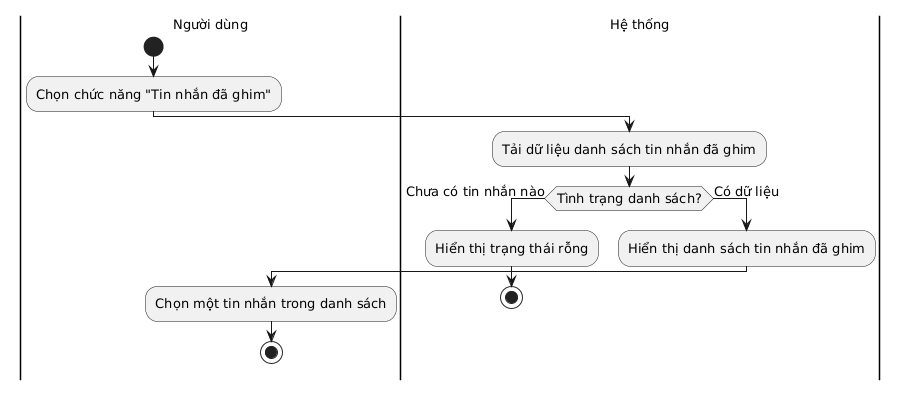 Người dùng
Hệ thống
Chọn chức năng "Tin nhắn đã ghim"
Tải dữ liệu danh sách tin nhắn đã ghim
Chưa có tin nhắn nào
Tình trạng danh sách?
Có dữ liệu
Hiển thị trạng thái rỗng
Hiển thị danh sách tin nhắn đã ghim
Chọn một tin nhắn trong danh sách